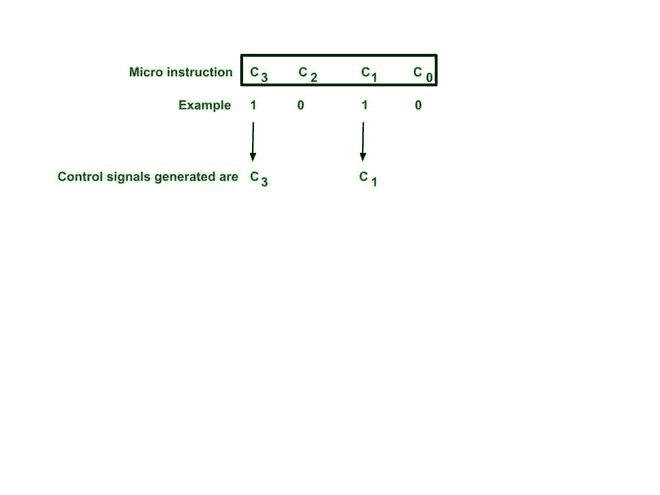 Micro instruction C3 C2 C1 C0
Example 1 0 1 0
Control signals generated are C3 C1